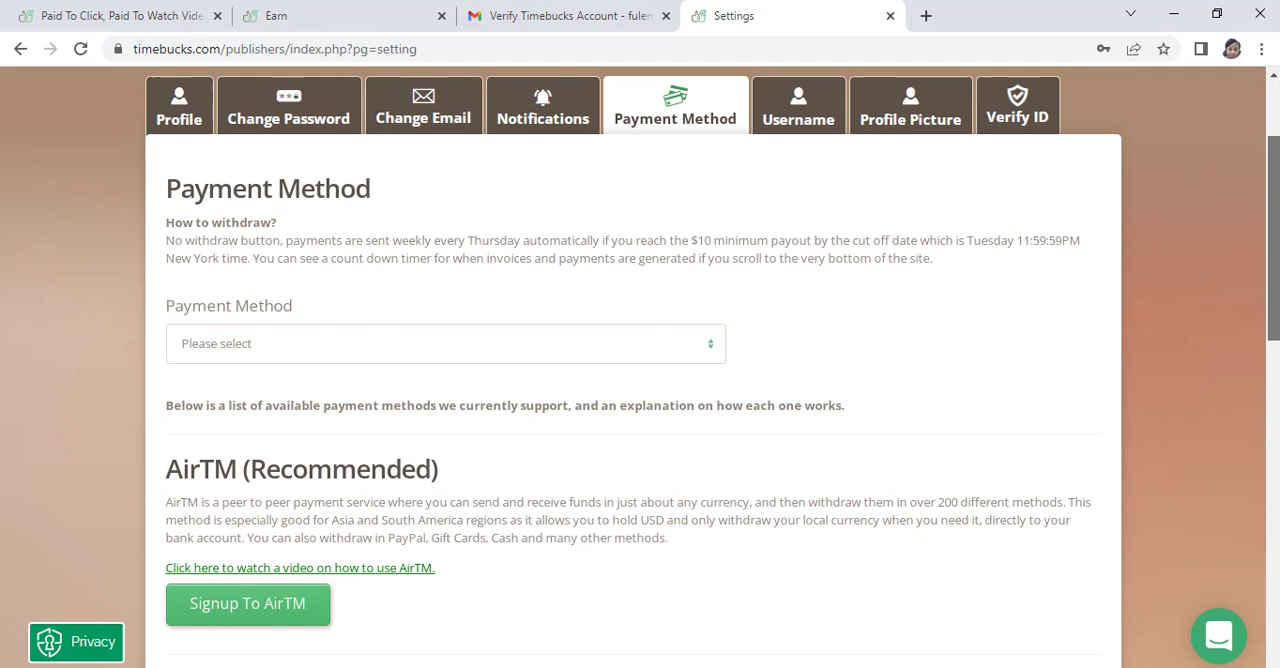 Paid To Click, Paid To Watch Vide
Earn
Verify Timebucks Account - fulem
Settings
timebucks.com/publishers/index.php?pg=setting
Profile
Change Password
Change Email
Notifications
Payment Method
Username
Profile Picture
Verify ID
Payment Method
How to withdraw?
No withdraw button, payments are sent weekly every Thursday automatically if you reach the $10 minimum payout by the cut off date which is Tuesday 11:59:59PM
New York time. You can see a count down timer for when invoices and payments are generated if you scroll to the very bottom of the site.
Payment Method
Please select
Below is a list of available payment methods we currently support, and an explanation on how each one works.
AirTM (Recommended)
AirTM is a peer to peer payment service where you can send and receive funds in just about any currency, and then withdraw them in over 200 different methods. This
method is especially good for Asia and South America regions as it allows you to hold USD and only withdraw your local currency when you need it, directly to your
bank account. You can also withdraw in PayPal, Gift Cards, Cash and many other methods.
Click here to watch a video on how to use AirTM.
Signup To AirTM
Privacy